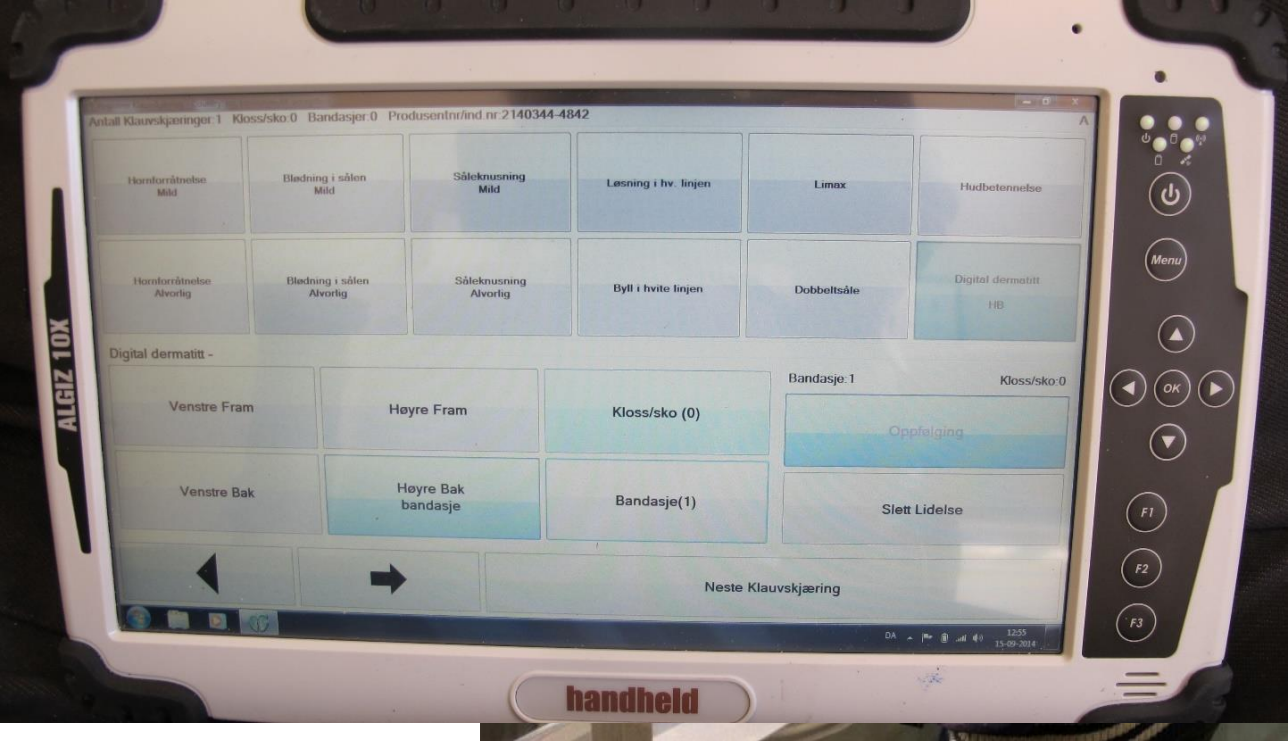 Antall Klauvskjæringer:1 Kloss/sko:0 Bandasjer:0 Produsentnr/ind nr:2140344-4842
A
Hornforråtnelse
Mild
Blødning i sålen
Mild
Såleknusning
Mild
Løsning i hv. linjen
Limax
Hudbetennelse
Hornforråtnelse
Alvorlig
Blødning i sålen
Alvorlig
Såleknusning
Alvorlig
Byll i hvite linjen
Dobbeltsåle
Digital dermatitt
HB
Digital dermatitt -
Venstre Fram
Høyre Fram
Kloss/sko (0)
Bandasje:1
Kloss/sko:0
Oppfølging
Venstre Bak
Høyre Bak
bandasje
Bandasje(1)
Slett Lidelse
Neste Klauvskjæring
DA
12:55
15-09-2014
ALGIZ 10X
Menu
OK
F1
F2
F3
handheld